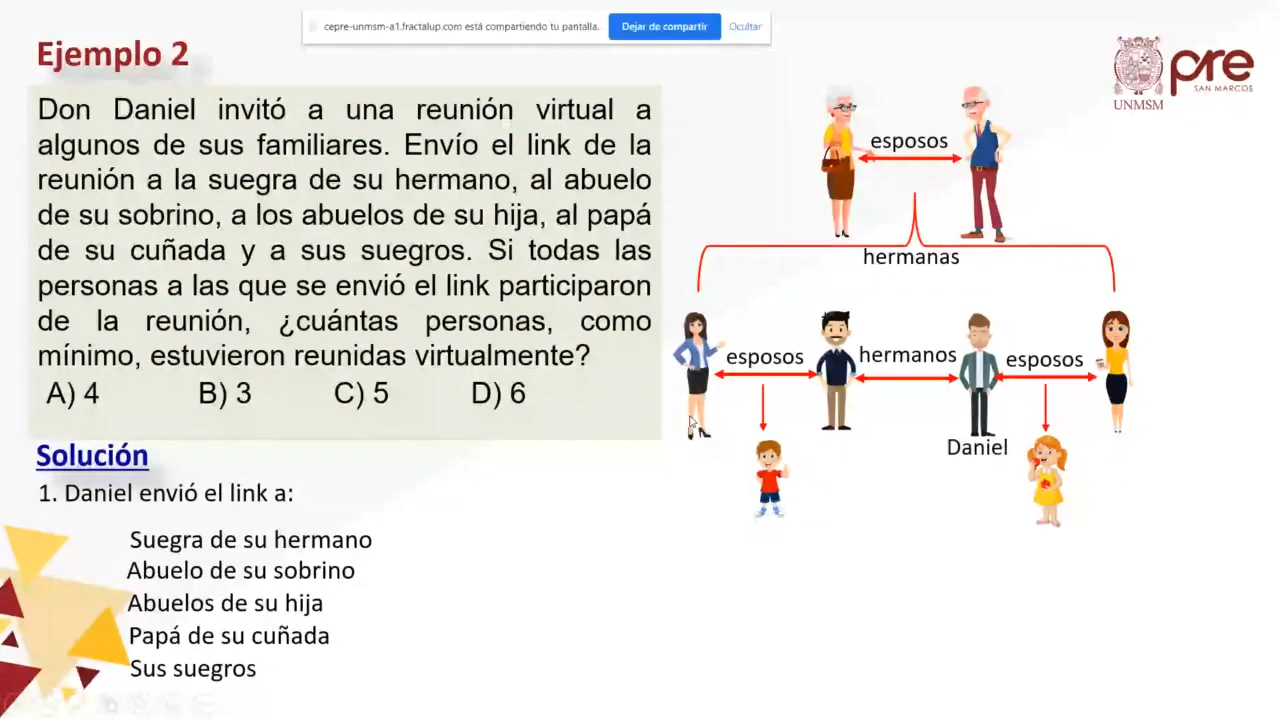 cepre-unmsm-a1.fractalup.com está compartiendo tu pantalla.
Dejar de compartir
Ocultar
Ejemplo 2
Don Daniel invitó a una reunión virtual a
algunos de sus familiares. Envío el link de la
reunión a la suegra de su hermano, al abuelo
de su sobrino, a los abuelos de su hija, al papá
de su cuñada y a sus suegros. Si todas las
personas a las que se envió el link participaron
de la reunión, ¿cuántas personas, como
mínimo, estuvieron reunidas virtualmente?
A) 4 B) 3 C) 5 D) 6
Solución
1. Daniel envió el link a:
Suegra de su hermano
Abuelo de su sobrino
Abuelos de su hija
Papá de su cuñada
Sus suegros
UNMSM
pre
SAN MARCOS
esposos
hermanas
esposos
hermanos
esposos
Daniel